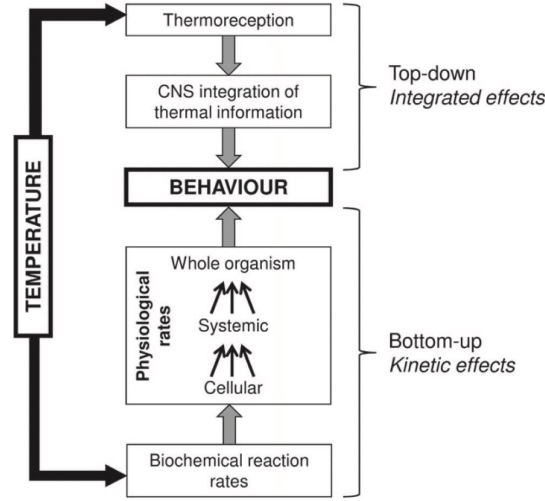 Thermoreception
CNS integration of
thermal information
Top-down
Integrated effects
TEMPERATURE
BEHAVIOUR
Physiological
rates
Whole organism
Systemic
Cellular
Bottom-up
Kinetic effects
Biochemical reaction
rates